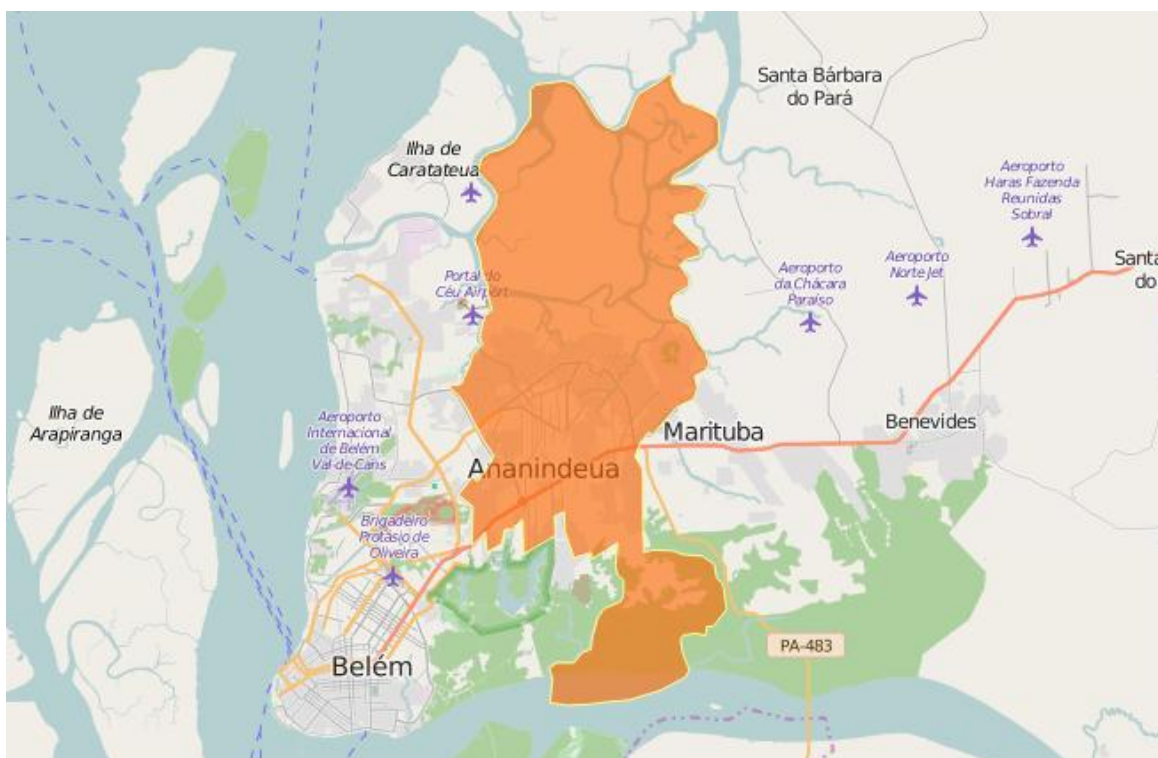 Santa Bárbara
do Pará
Ilha de
Caratateua
Aeroporto
Haras Fazenda
Reunidas
Sobral
Santa
do
Aeroporto
Norte Jet
Aeroporto
da Chácara
Paraíso
Portal do
Céu Airport
Ilha de
Arapiranga
Aeroporto
Internacional
de Belém
Val-de-Cans
Marituba
Benevides
Ananindeua
Brigadeiro
Protásio de
Oliveira
Belém
PA-483